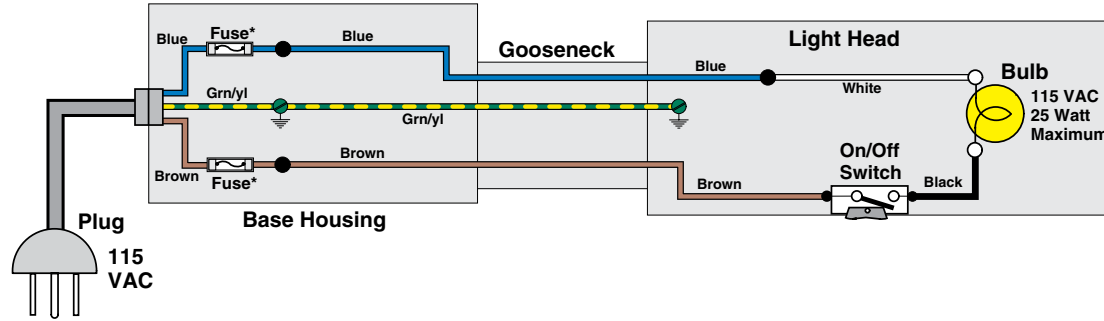 Blue
Fuse*
Blue
Gooseneck
Light Head
Blue
White
Bulb
115 VAC
25 Watt
Maximum
Grn/yl
Grn/yl
Brown
Fuse*
Brown
Brown
On/Off
Switch
Black
Base Housing
Plug
115
VAC